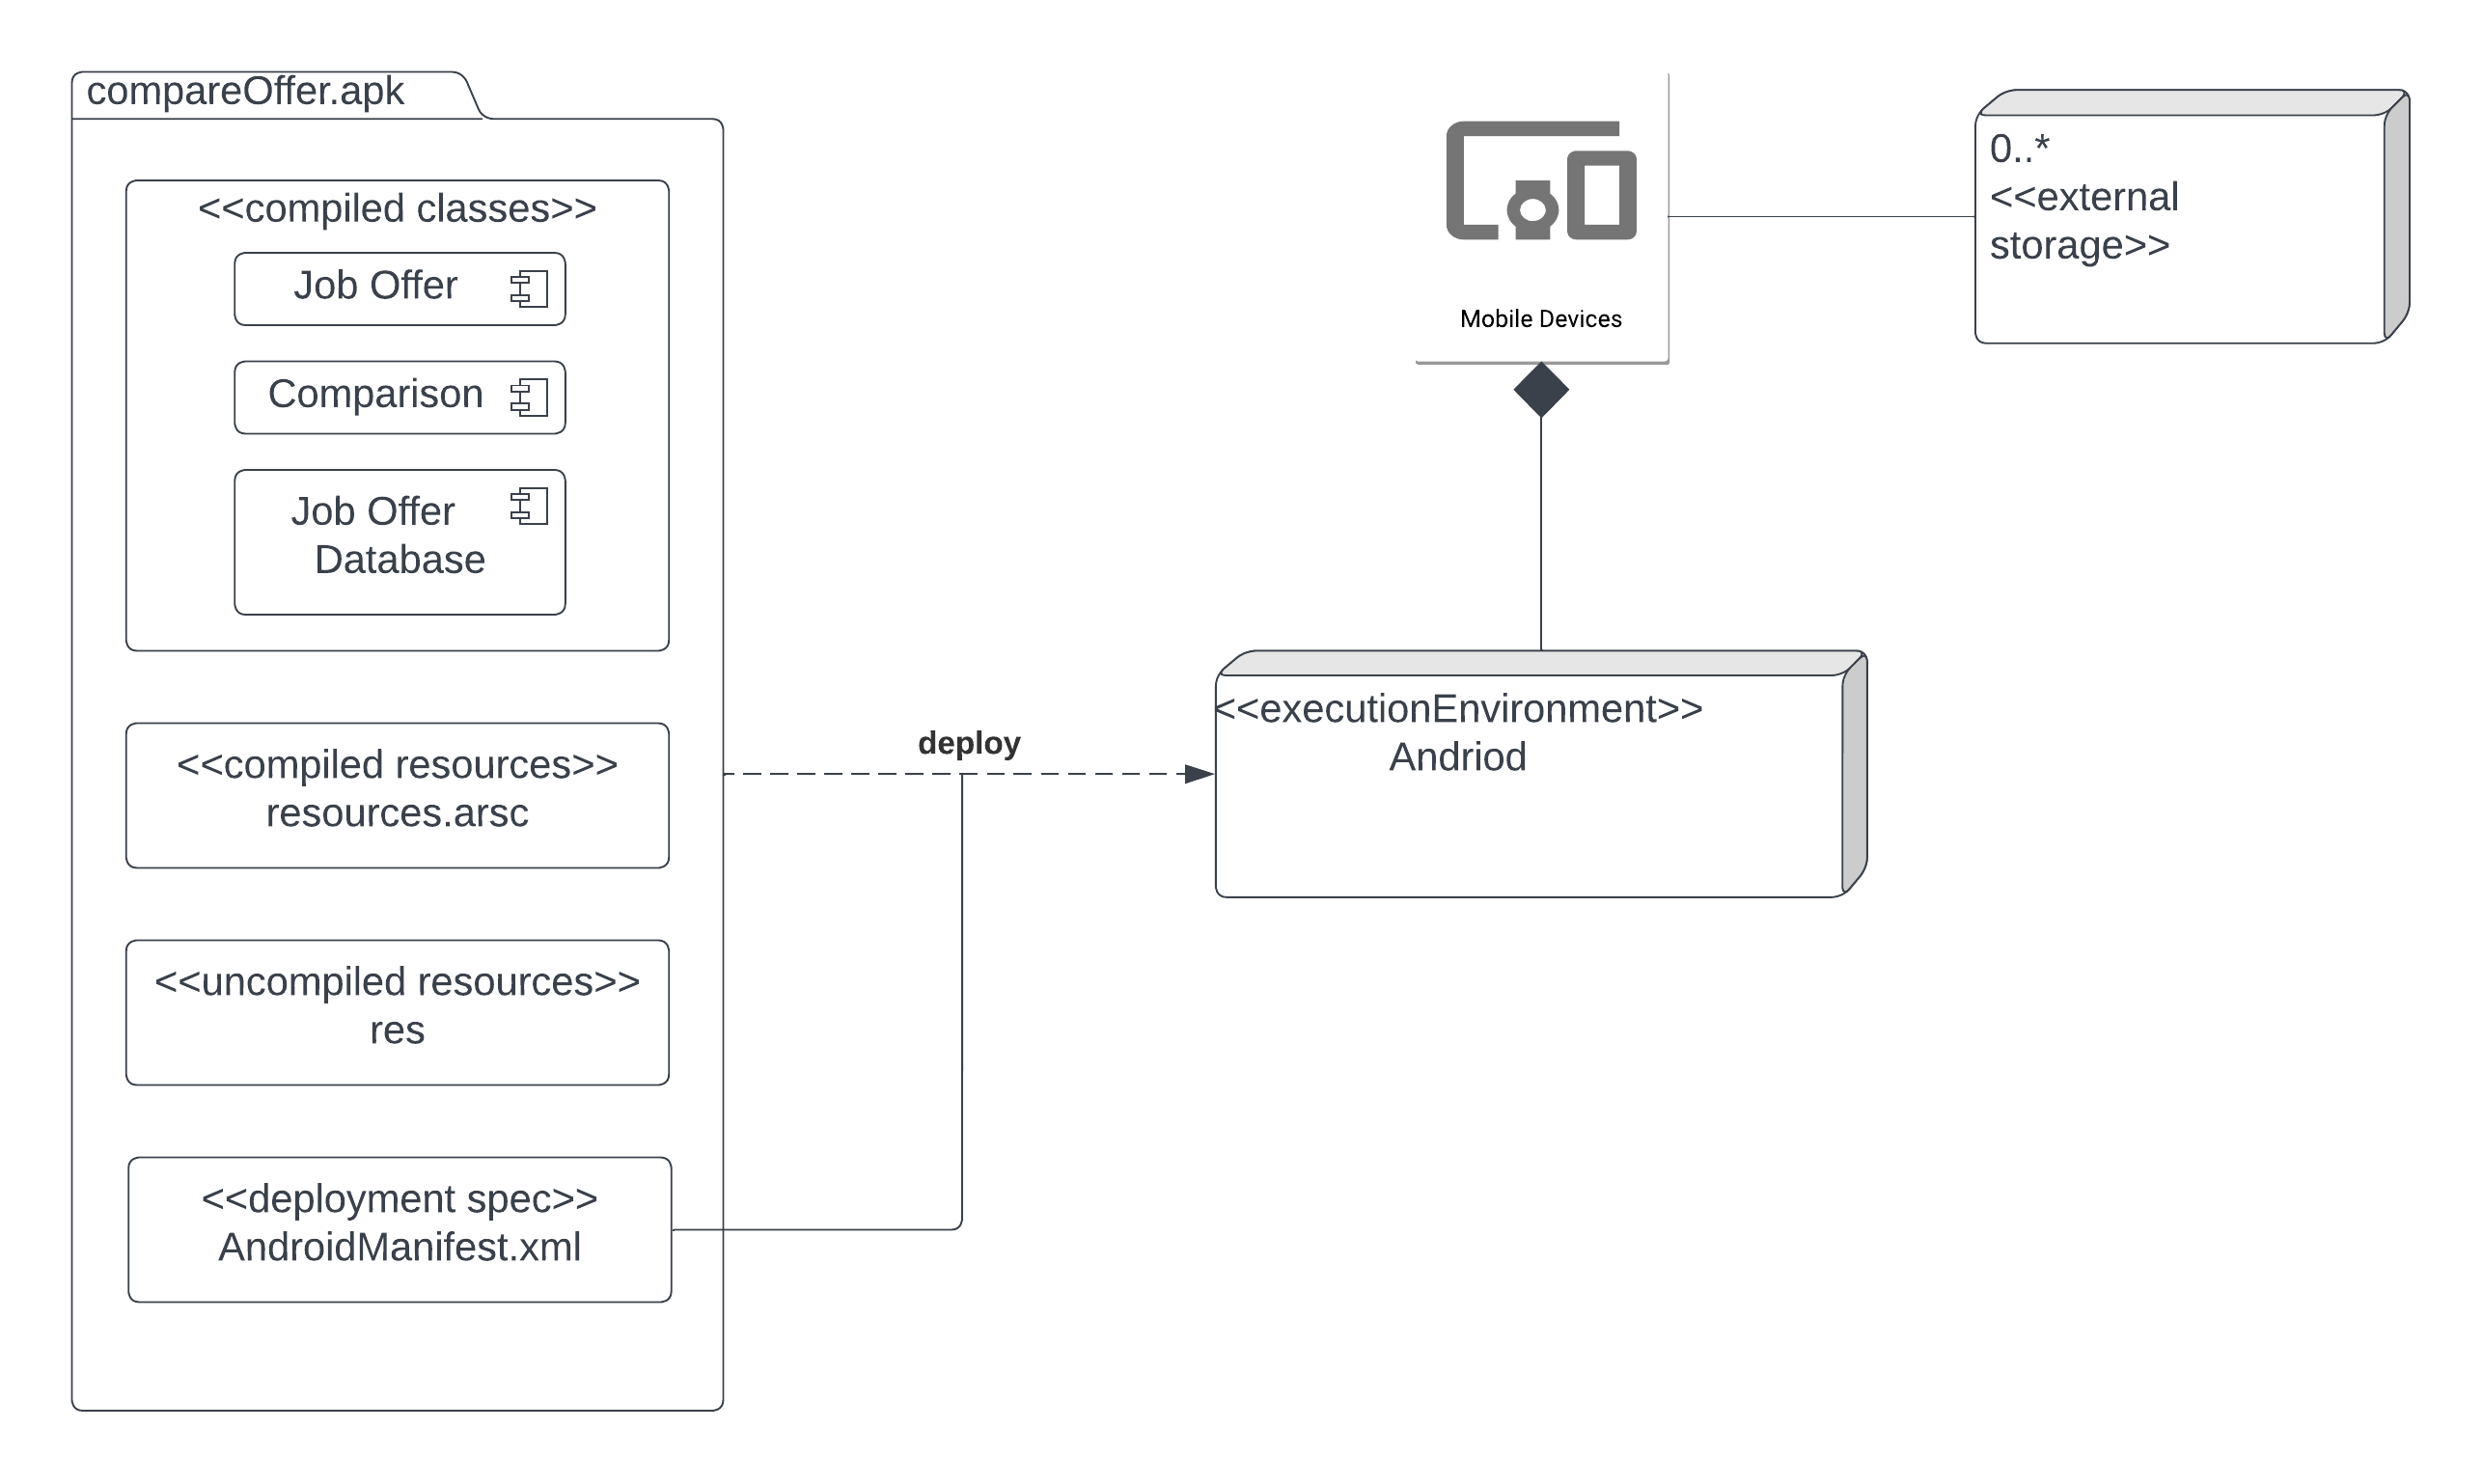 compareOffer.apk
<<compiled classes>>
Job Offer
Comparison
Job Offer
Database
<<compiled resources>>
resources.arsc
<<uncompiled resources>>
res
<<deployment spec>>
AndroidManifest.xml
deploy
Mobile Devices
0..*
<<external
storage>>
<<executionEnvironment>>
Andriod